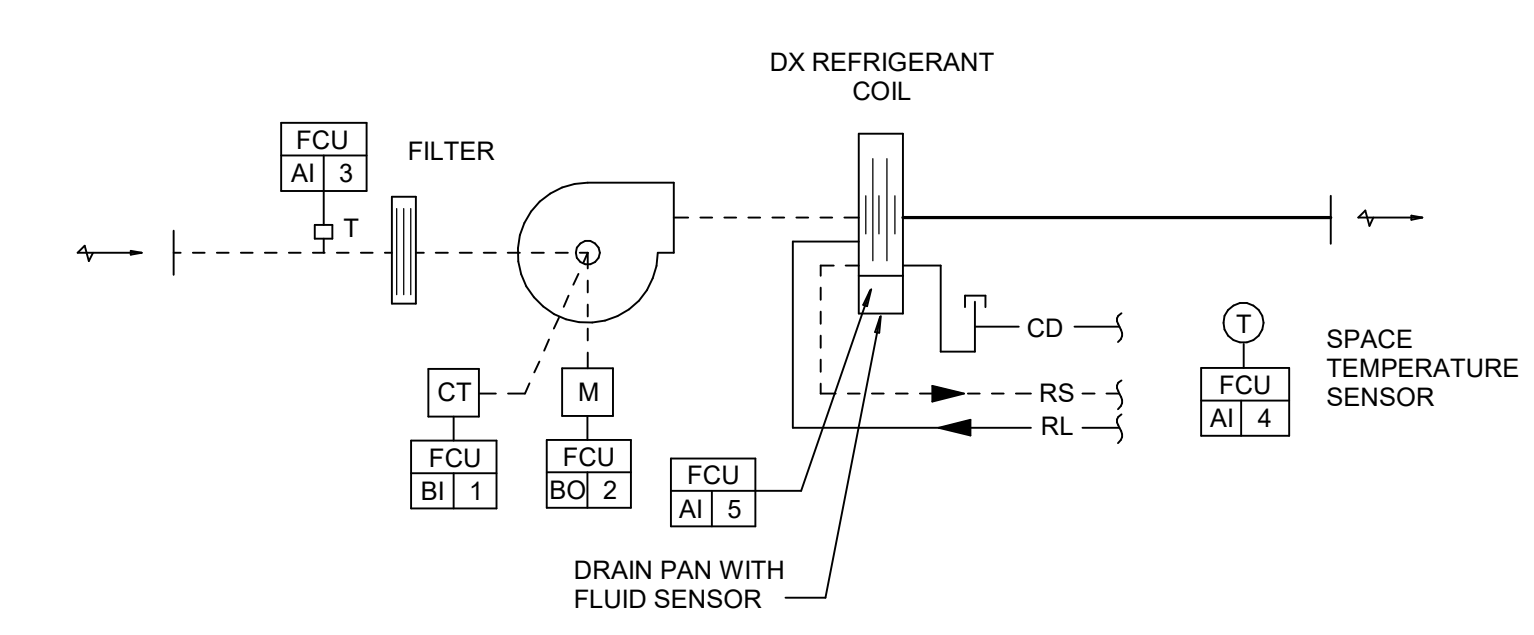 DX REFRIGERANT
COIL
FCU
AI 3
FILTER
T
CT
M
FCU
BI 1
FCU
BO 2
FCU
AI 5
DRAIN PAN WITH
FLUID SENSOR
CD
RS
RL
T
FCU
AI 4
SPACE
TEMPERATURE
SENSOR